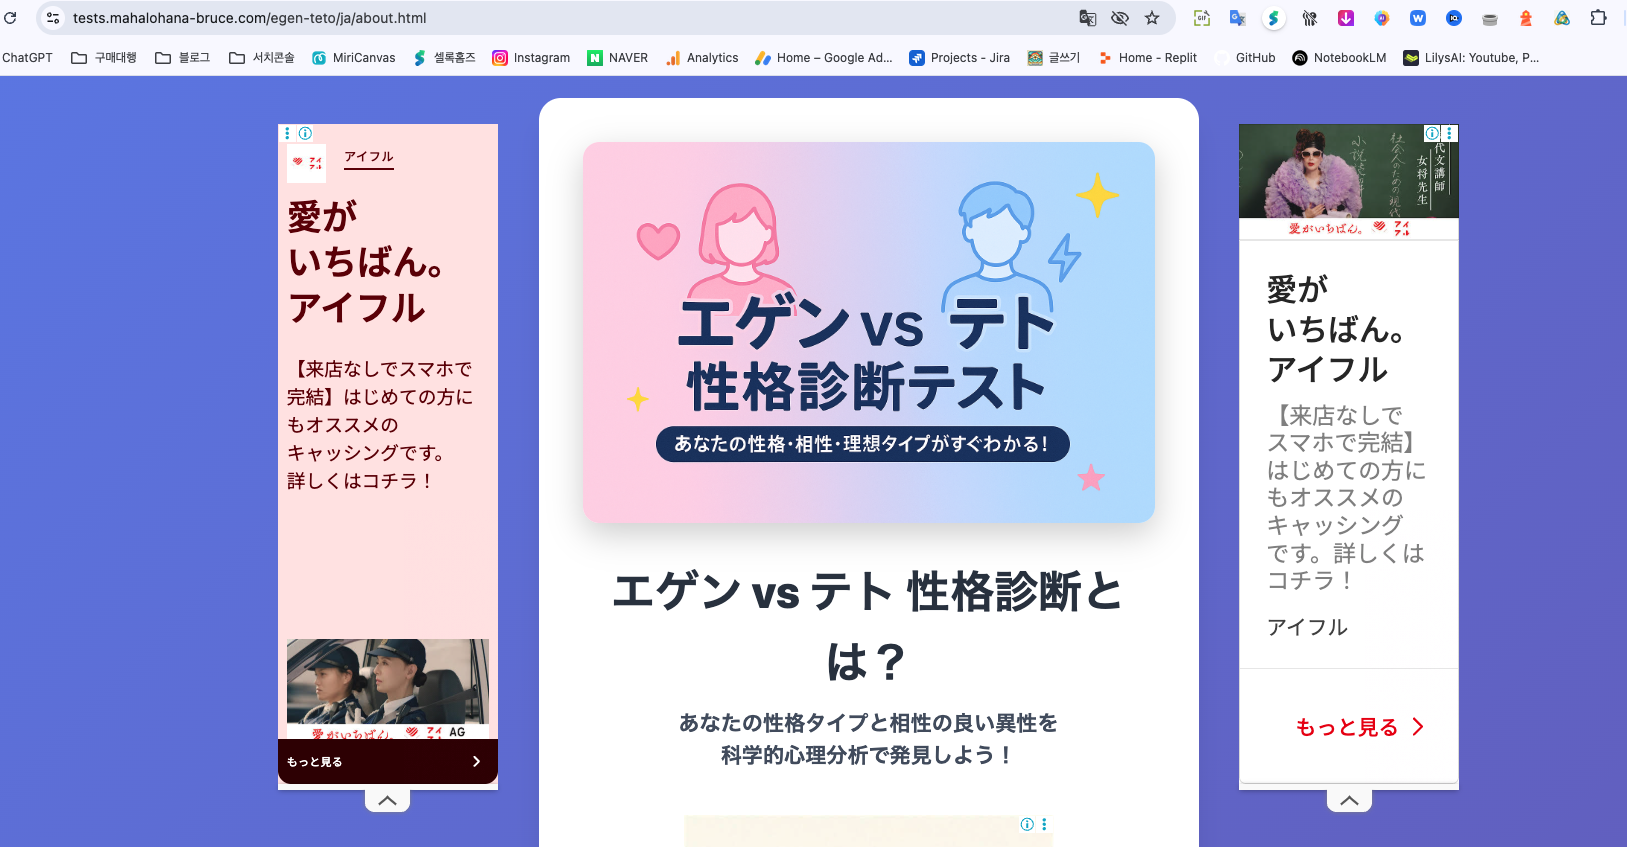 tests.mahalohana-bruce.com/egen-teto/ja/about.html
ChatGPT
구매대행
블로그
서치콘솔
MiriCanvas
셀록홈즈
Instagram
NAVER
Analytics
Home – Google Ad...
Projects - Jira
글쓰기
Home - Replit
GitHub
NotebookLM
LilysAI: Youtube, P...
アイフル
アイフル
愛が
いちばん。
アイフル
【来店なしでスマホで
完結】はじめての方に
もオススメの
キャッシングです。
詳しくはコチラ！
愛がいちばん。
アイフル
AG
もっと見る
エゲン vs テト
性格診断テスト
あなたの性格・相性・理想タイプがすぐわかる！
エゲン vs テト 性格診断と
は？
あなたの性格タイプと相性の良い異性を
科学的心理分析で発見しよう！
代文講師
女将先生
社会人のための現代
小説
愛がいちばん。
アイフル
愛が
いちばん。
アイフル
【来店なしで
スマホで完結】
はじめての方に
もオススメの
キャッシング
です。詳しくは
コチラ！
アイフル
もっと見る